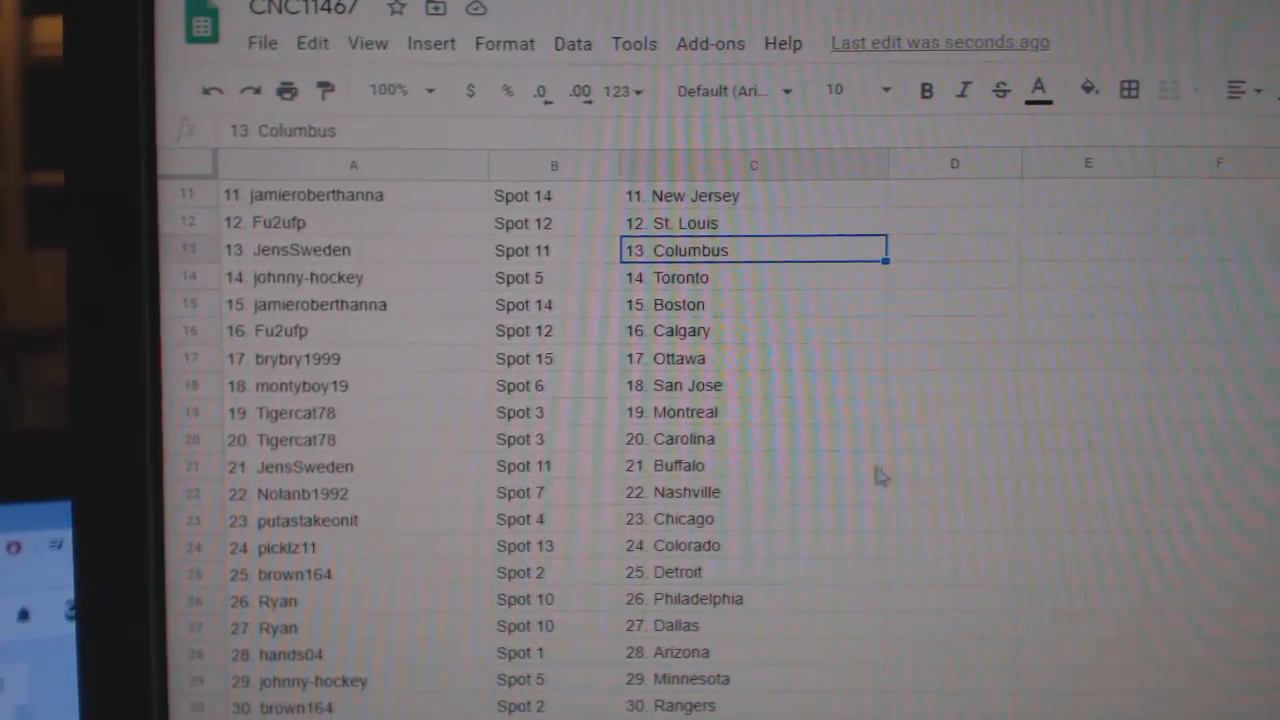 CNC11467
File Edit View Insert Format Data Tools Add-ons Help Last edit was seconds ago
100% $ % .0 .00 123 Default (Ari... 10 B I S A
fx 13. Columbus
A B C D E F
11 11. jamieroberthanna Spot 14 11. New Jersey
12 12. Fu2ufp Spot 12 12. St. Louis
13 13. JensSweden Spot 11 13. Columbus
14 14. johnny-hockey Spot 5 14. Toronto
15 15. jamieroberthanna Spot 14 15. Boston
16 16. Fu2ufp Spot 12 16. Calgary
17 17. brybry1999 Spot 15 17. Ottawa
18 18. montyboy19 Spot 6 18. San Jose
19 19. Tigercat78 Spot 3 19. Montreal
20 20. Tigercat78 Spot 3 20. Carolina
21 21. JensSweden Spot 11 21. Buffalo
22 22. Nolanb1992 Spot 7 22. Nashville
23 23. putastakeonit Spot 4 23. Chicago
24 24. picklz11 Spot 13 24. Colorado
25 25. brown164 Spot 2 25. Detroit
26 26. Ryan Spot 10 26. Philadelphia
27 27. Ryan Spot 10 27. Dallas
28 28. hands04 Spot 1 28. Arizona
29 29. johnny-hockey Spot 5 29. Minnesota
30 30. brown164 Spot 2 30. Rangers